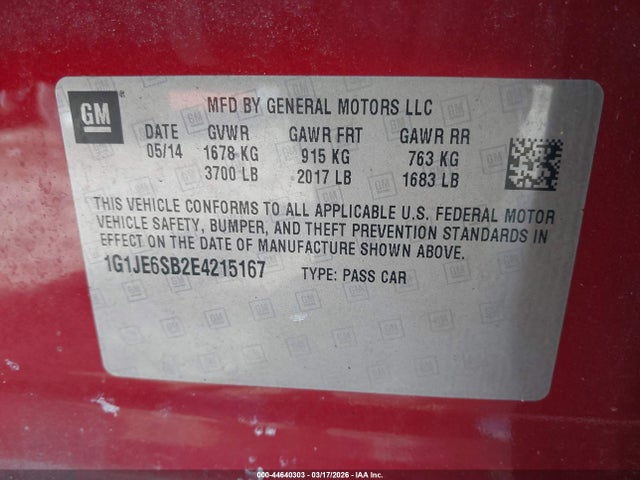 GM
MFD BY GENERAL MOTORS LLC
DATE GVWR GAWR FRT GAWR RR
05/14 1678 KG 915 KG 763 KG
3700 LB 2017 LB 1683 LB
THIS VEHICLE CONFORMS TO ALL APPLICABLE U.S. FEDERAL MOTOR
VEHICLE SAFETY, BUMPER, AND THEFT PREVENTION STANDARDS IN
EFFECT ON THE DATE OF MANUFACTURE SHOWN ABOVE.
1G1JE6SB2E4215167 TYPE: PASS CAR
000-44640303 - 03/17/2026 - IAA Inc.